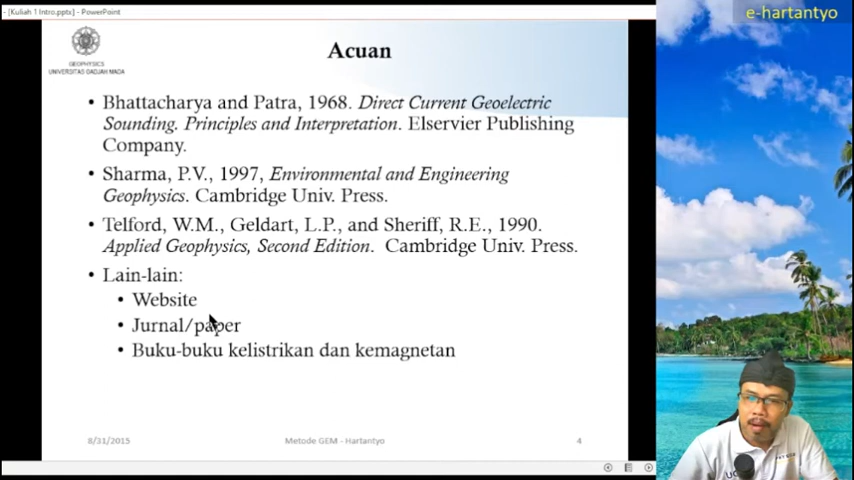 - [Kuliah 1 Intro.pptx] - PowerPoint
e-hartantyo
GEOPHYSICS
UNIVERSITAS GADJAH MADA
Acuan
• Bhattacharya and Patra, 1968. Direct Current Geoelectric
Sounding. Principles and Interpretation. Elservier Publishing
Company.
• Sharma, P.V., 1997, Environmental and Engineering
Geophysics. Cambridge Univ. Press.
• Telford, W.M., Geldart, L.P., and Sheriff, R.E., 1990.
Applied Geophysics, Second Edition. Cambridge Univ. Press.
• Lain-lain:
• Website
• Jurnal/paper
• Buku-buku kelistrikan dan kemagnetan
8/31/2015
Metode GEM - Hartantyo
4